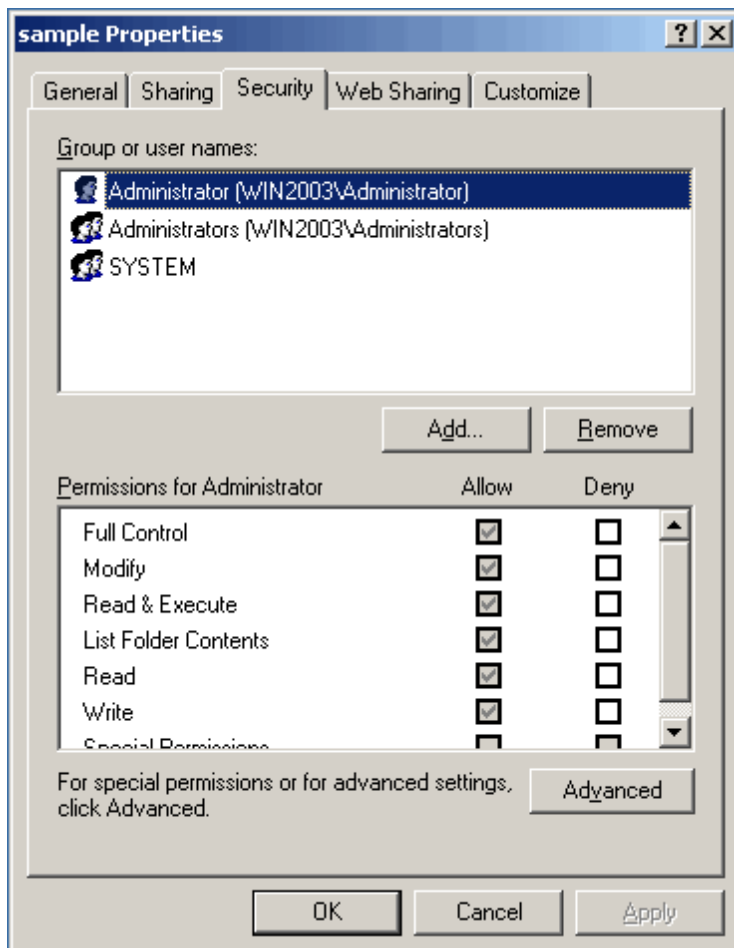 sample Properties
General Sharing Security Web Sharing Customize
Group or user names:
Administrator (WIN2003\Administrator)
Administrators (WIN2003\Administrators)
SYSTEM
Add... Remove
Permissions for Administrator Allow Deny
Full Control
Modify
Read & Execute
List Folder Contents
Read
Write
Special Permissions
For special permissions or for advanced settings,
click Advanced.
Advanced
OK Cancel Apply